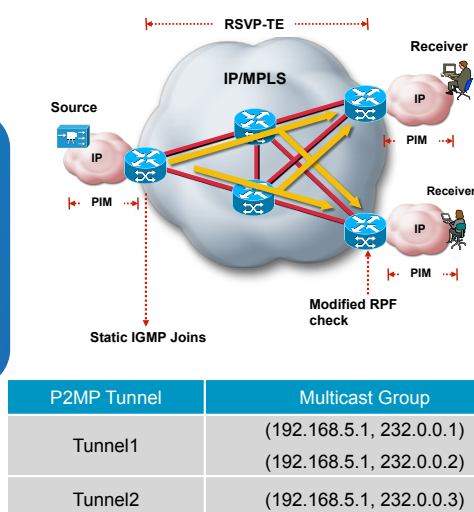 RSVP-TE
Receiver
IP/MPLS
IP
Source
PIM
IP
Receiver
PIM
IP
PIM
Modified RPF
check
Static IGMP Joins
P2MP Tunnel Multicast Group
Tunnel1
(192.168.5.1, 232.0.0.1)
(192.168.5.1, 232.0.0.2)
Tunnel2 (192.168.5.1, 232.0.0.3)